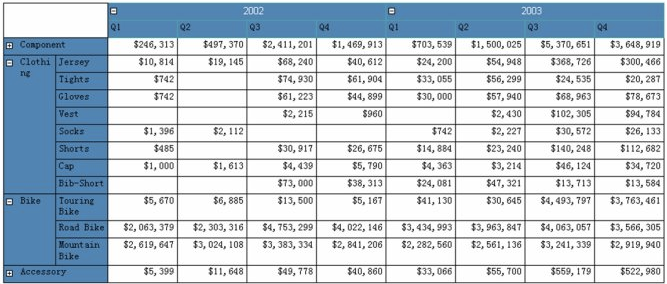 2002 2003
Q1 Q2 Q3 Q4 Q1 Q2 Q3 Q4
Component $246,313 $497,370 $2,411,201 $1,469,913 $703,539 $1,500,025 $5,370,651 $3,648,919
Clothi Jersey $10,814 $19,145 $68,240 $40,612 $24,200 $54,948 $368,726 $300,466
ng
Tights $742 $74,930 $61,904 $33,055 $56,299 $24,535 $20,287
Gloves $742 $61,223 $44,899 $30,000 $57,940 $68,963 $78,673
Vest $2,215 $960 $2,430 $102,305 $94,784
Socks $1,396 $2,112 $742 $2,227 $30,572 $26,133
Shorts $485 $30,917 $26,675 $14,884 $23,240 $140,248 $112,682
Cap $1,000 $1,613 $4,439 $5,790 $4,363 $3,214 $46,124 $34,720
Bib-Short $73,000 $38,313 $24,081 $47,321 $13,713 $13,584
Bike Touring $5,670 $6,885 $13,500 $5,167 $41,130 $30,645 $4,493,797 $3,763,461
Bike
Road Bike $2,063,379 $2,303,316 $4,753,299 $4,022,146 $3,434,993 $3,963,847 $4,063,057 $3,566,305
Mountain $2,619,647 $3,024,108 $3,383,334 $2,841,206 $2,282,560 $2,561,136 $3,241,339 $2,919,940
Bike
Accessory $5,399 $11,648 $49,778 $40,860 $33,066 $55,700 $559,179 $522,980